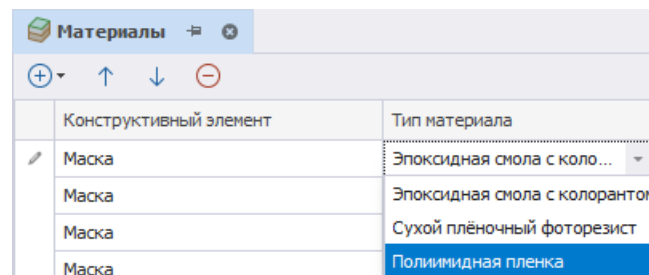 Материалы
Конструктивный элемент Тип материала
Маска Эпоксидная смола с коло...
Маска Эпоксидная смола с колорантом
Маска Сухой плёночный фоторезист
Маска Полиимидная пленка